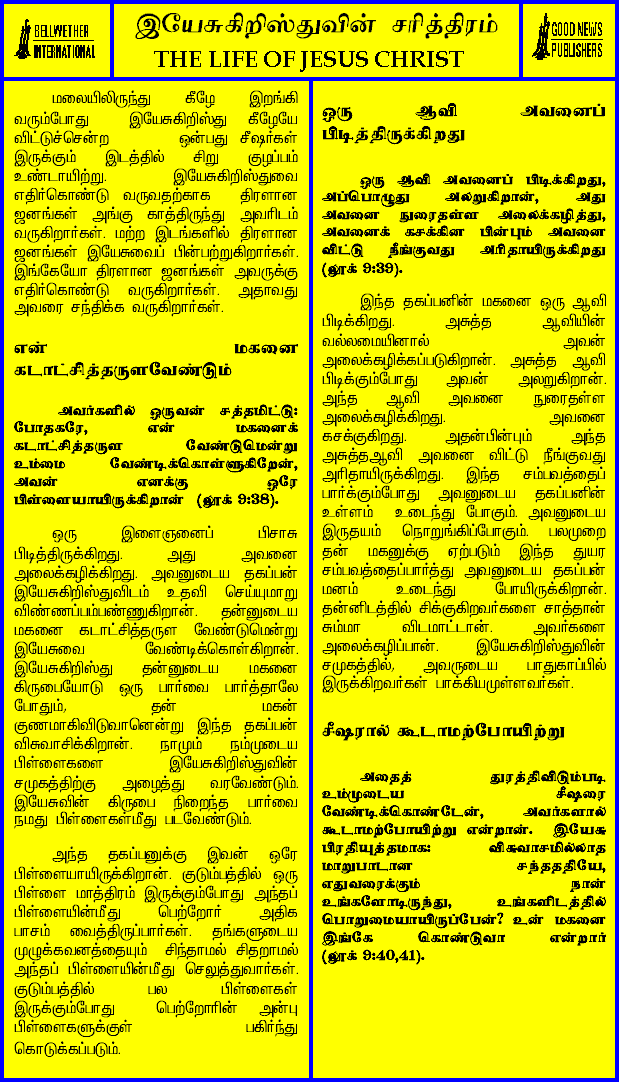 BELLWETHER
INTERNATIONAL
இயேசுகிறிஸ்துவின் சரித்திரம்
THE LIFE OF JESUS CHRIST
GOOD NEWS
PUBLISHERS
மலையிலிருந்து கீழே இறங்கி
வரும்போது இயேசுகிறிஸ்து கீழேயே
விட்டுச்சென்ற ஒன்பது சீஷர்கள்
இருக்கும் இடத்தில் சிறு குழப்பம்
உண்டாயிற்று. இயேசுகிறிஸ்துவை
எதிர்கொண்டு வருவதற்காக திரளான
ஜனங்கள் அங்கு காத்திருந்து அவரிடம்
வருகிறார்கள். மற்ற இடங்களில் திரளான
ஜனங்கள் இயேசுவைப் பின்பற்றுகிறார்கள்.
இங்கேயோ திரளான ஜனங்கள் அவருக்கு
எதிர்கொண்டு வருகிறார்கள். அதாவது
அவரை சந்திக்க வருகிறார்கள்.
என் மகனை
கடாட்சித்தருளவேண்டும்
அவர்களில் ஒருவன் சத்தமிட்டு:
போதகரே, என் மகனைக்
கடாட்சித்தருள வேண்டுமென்று
உம்மை வேண்டிக்கொள்ளுகிறேன்,
அவன் எனக்கு ஒரே
பிள்ளையாயிருக்கிறான் (லூக் 9:38).
ஒரு இளைஞனைப் பிசாசு
பிடித்திருக்கிறது. அது அவனை
அலைக்கழிக்கிறது. அவனுடைய தகப்பன்
இயேசுகிறிஸ்துவிடம் உதவி செய்யுமாறு
விண்ணப்பம்பண்ணுகிறான். தன்னுடைய
மகனை கடாட்சித்தருள வேண்டுமென்று
இயேசுவை வேண்டிக்கொள்கிறான்.
இயேசுகிறிஸ்து தன்னுடைய மகனை
கிருபையோடு ஒரு பார்வை பார்த்தாலே
போதும், தன் மகன்
குணமாகிவிடுவானென்று இந்த தகப்பன்
விசுவாசிக்கிறான். நாமும் நம்முடைய
பிள்ளைகளை இயேசுகிறிஸ்துவின்
சமுகத்திற்கு அழைத்து வரவேண்டும்.
இயேசுவின் கிருபை நிறைந்த பார்வை
நமது பிள்ளைகள்மீது படவேண்டும்.
அந்த தகப்பனுக்கு இவன் ஒரே
பிள்ளையாயிருக்கிறான். குடும்பத்தில் ஒரு
பிள்ளை மாத்திரம் இருக்கும்போது அந்தப்
பிள்ளையின்மீது பெற்றோர் அதிக
பாசம் வைத்திருப்பார்கள். தங்களுடைய
முழுக்கவனத்தையும் சிந்தாமல் சிதறாமல்
அந்தப் பிள்ளையின்மீது செலுத்துவார்கள்.
குடும்பத்தில் பல பிள்ளைகள்
இருக்கும்போது பெற்றோரின் அன்பு
பிள்ளைகளுக்குள் பகிர்ந்து
கொடுக்கப்படும்.
ஒரு ஆவி அவனைப்
பிடித்திருக்கிறது
ஒரு ஆவி அவனைப் பிடிக்கிறது,
அப்பொழுது அலறுகிறான், அது
அவனை நுரைதள்ள அலைக்கழித்து,
அவனைக் கசக்கின பின்பும் அவனை
விட்டு நீங்குவது அரிதாயிருக்கிறது
(லூக் 9:39).
இந்த தகப்பனின் மகனை ஒரு ஆவி
பிடிக்கிறது. அசுத்த ஆவியின்
வல்லமையினால் அவன்
அலைக்கழிக்கப்படுகிறான். அசுத்த ஆவி
பிடிக்கும்போது அவன் அலறுகிறான்.
அந்த ஆவி அவனை நுரைதள்ள
அலைக்கழிக்கிறது. அவனை
கசக்குகிறது. அதன்பின்பும் அந்த
அசுத்தஆவி அவனை விட்டு நீங்குவது
அரிதாயிருக்கிறது. இந்த சம்பவத்தைப்
பார்க்கும்போது அவனுடைய தகப்பனின்
உள்ளம் உடைந்து போகும். அவனுடைய
இருதயம் நொறுங்கிப்போகும். பலமுறை
தன் மகனுக்கு ஏற்படும் இந்த துயர
சம்பவத்தைப்பார்த்து அவனுடைய தகப்பன்
மனம் உடைந்து போயிருக்கிறான்.
தன்னிடத்தில் சிக்குகிறவர்களை சாத்தான்
சும்மா விடமாட்டான். அவர்களை
அலைக்கழிப்பான். இயேசுகிறிஸ்துவின்
சமுகத்தில், அவருடைய பாதுகாப்பில்
இருக்கிறவர்கள் பாக்கியமுள்ளவர்கள்.
சீஷரால் கூடாமற்போயிற்று
அதைத் துரத்திவிடும்படி
உம்முடைய சீஷரை
வேண்டிக்கொண்டேன், அவர்களால்
கூடாமற்போயிற்று என்றான். இயேசு
பிரதியுத்தமாக: விசுவாசமில்லாத
மாறுபாடான சந்தததியே,
எதுவரைக்கும் நான்
உங்களோடிருந்து, உங்களிடத்தில்
பொறுமையாயிருப்பேன்? உன் மகனை
இங்கே கொண்டுவா என்றார்
(லூக் 9:40,41).